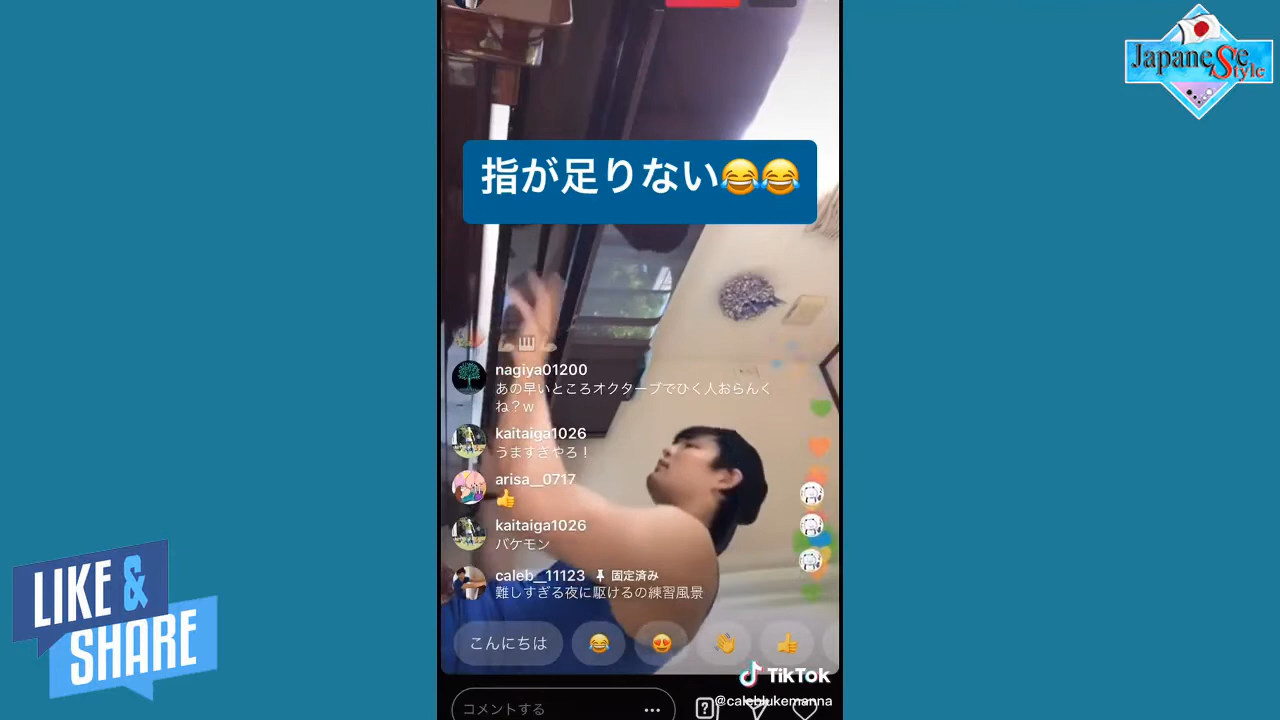 Japanese
Style
指が足りない😂😂
nagiya01200
あの早いところオクターブでひく人おらんく
ね？w
kaitaiga1026
うますぎやろ！
arisa__0717
👍
kaitaiga1026
バケモン
caleb__11123 固定済み
難しすぎる夜に駆けるの練習風景
こんにちは 😂 😍 👋 👍
TikTok
コメントする
@caleblukemanna
LIKE &
SHARE